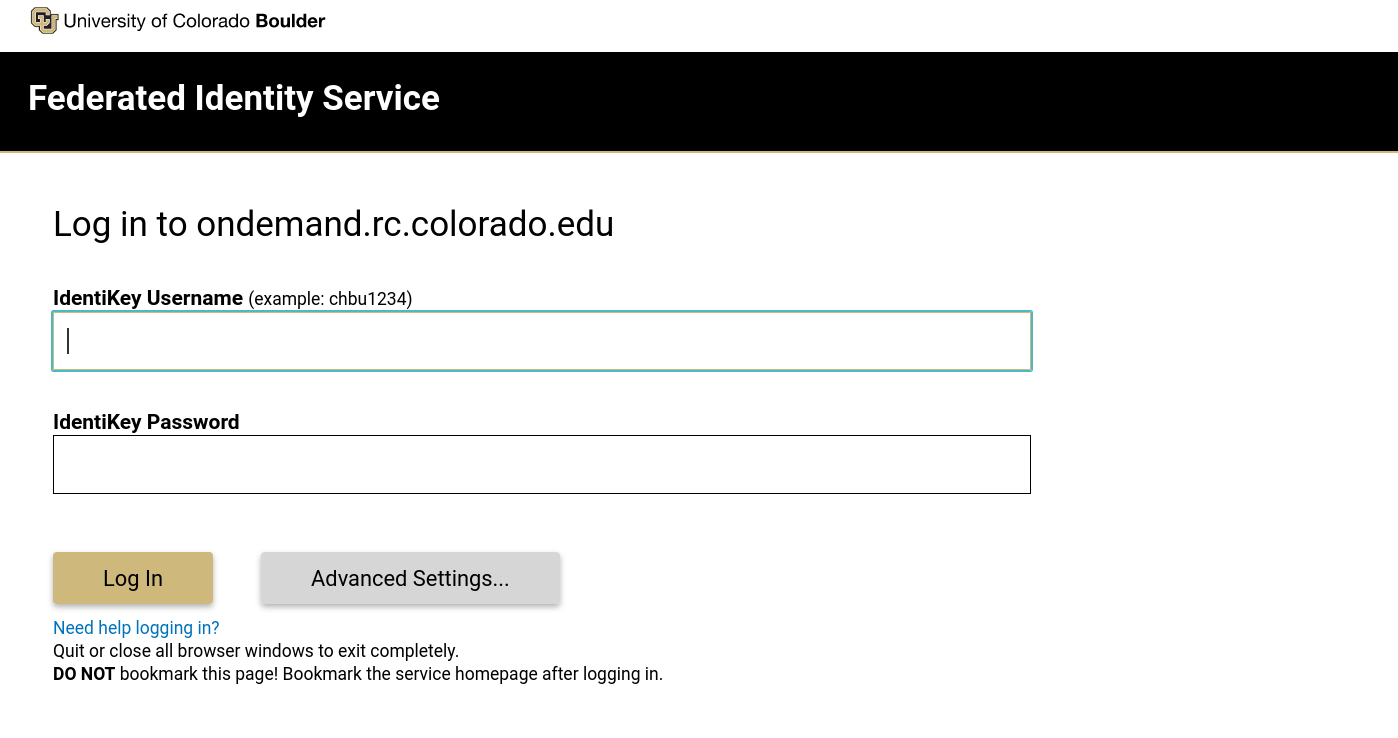 University of Colorado Boulder
Federated Identity Service
Log in to ondemand.rc.colorado.edu
IdentiKey Username (example: chbu1234)
IdentiKey Password
Log In Advanced Settings...
Need help logging in?
Quit or close all browser windows to exit completely.
DO NOT bookmark this page! Bookmark the service homepage after logging in.